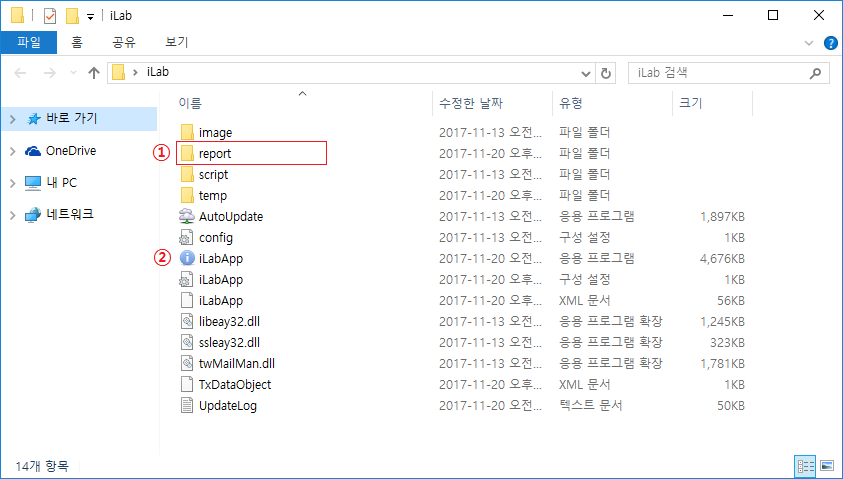 iLab
파일 홈 공유 보기
iLab iLab 검색
이름 수정한 날짜 유형 크기
바로 가기
OneDrive
내 PC
네트워크
image 2017-11-13 오전... 파일 폴더
① report 2017-11-20 오후... 파일 폴더
script 2017-11-13 오전... 파일 폴더
temp 2017-11-20 오후... 파일 폴더
AutoUpdate 2017-11-13 오전... 응용 프로그램 1,897KB
config 2017-11-13 오전... 구성 설정 1KB
② iLabApp 2017-11-20 오전... 응용 프로그램 4,676KB
iLabApp 2017-11-20 오후... 구성 설정 1KB
iLabApp 2017-11-20 오후... XML 문서 56KB
libeay32.dll 2017-11-13 오전... 응용 프로그램 확장 1,245KB
ssleay32.dll 2017-11-13 오전... 응용 프로그램 확장 323KB
twMailMan.dll 2017-11-13 오전... 응용 프로그램 확장 1,781KB
TxDataObject 2017-11-20 오후... XML 문서 1KB
UpdateLog 2017-11-20 오전... 텍스트 문서 50KB
14개 항목